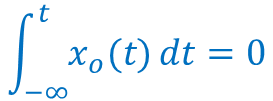 ∫_{-∞}^{t} x_o(t) dt = 0